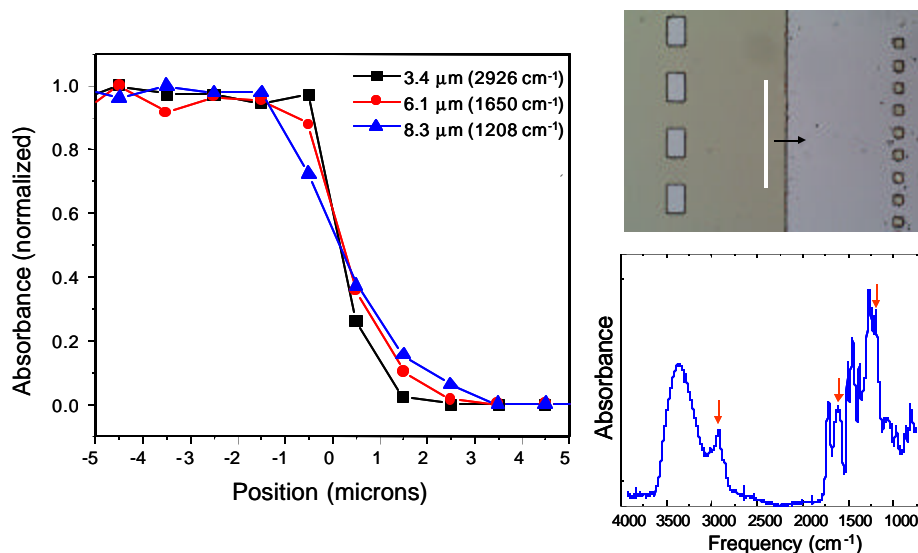 3.4 μm (2926 cm⁻¹)
6.1 μm (1650 cm⁻¹)
8.3 μm (1208 cm⁻¹)
Absorbance (normalized)
1.0
0.8
0.6
0.4
0.2
0.0
-5 -4 -3 -2 -1 0 1 2 3 4 5
Position (microns)
Absorbance
4000 3500 3000 2500 2000 1500 1000
Frequency (cm⁻¹)